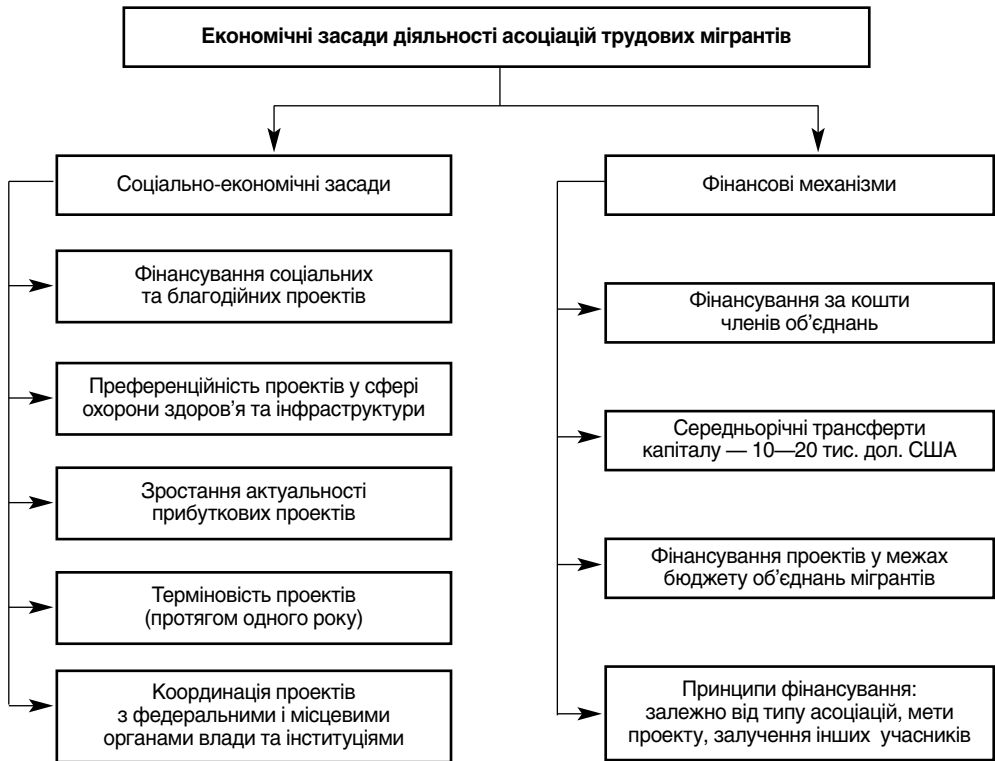 Економічні засади діяльності асоціацій трудових мігрантів
Соціально-економічні засади
Фінансування соціальних
та благодійних проектів
Преференційність проектів у сфері
охорони здоров’я та інфраструктури
Зростання актуальності
прибуткових проектів
Терміновість проектів
(протягом одного року)
Координація проектів
з федеральними і місцевими
органами влади та інституціями
Фінансові механізми
Фінансування за кошти
членів об’єднань
Середньорічні трансферти
капіталу — 10—20 тис. дол. США
Фінансування проектів у межах
бюджету об’єднань мігрантів
Принципи фінансування:
залежно від типу асоціацій, мети
проекту, залучення інших учасників